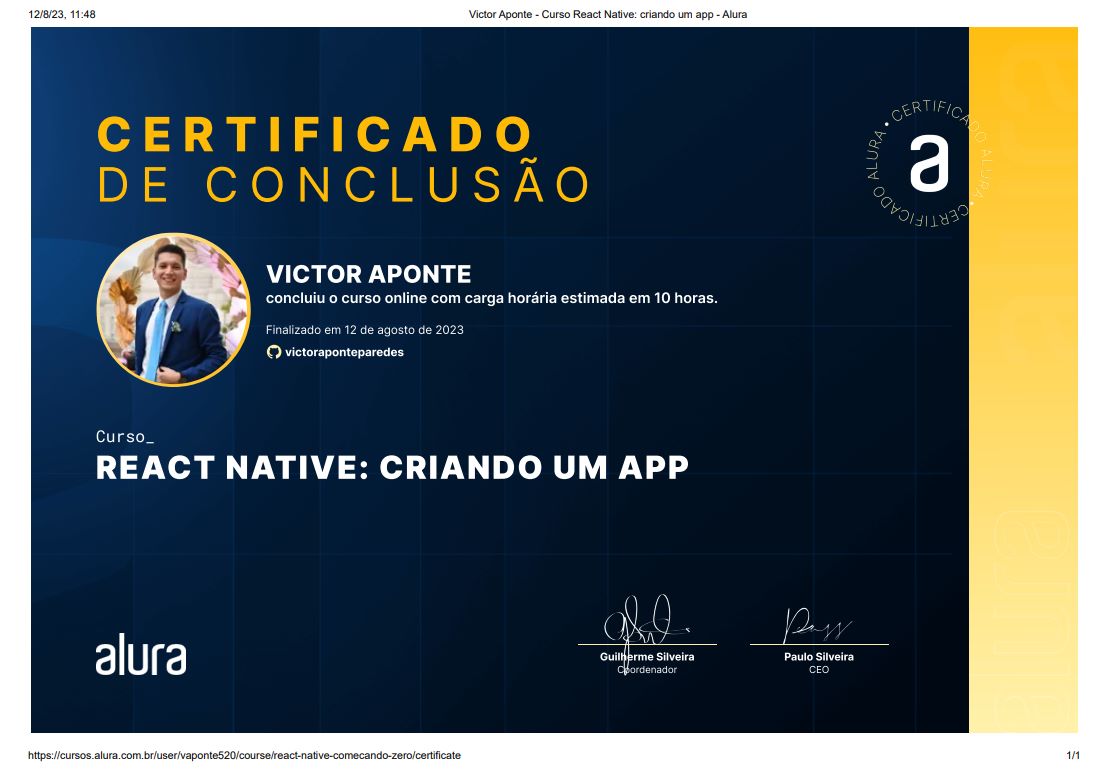 12/8/23, 11:48
Victor Aponte - Curso React Native: criando um app - Alura
CERTIFICADO
DE CONCLUSÃO
a
• CERTIFICADO ALURA • CERTIFICADO ALURA
VICTOR APONTE
concluiu o curso online com carga horária estimada em 10 horas.
Finalizado em 12 de agosto de 2023
victoraponteparedes
Curso_
REACT NATIVE: CRIANDO UM APP
alura
Guilherme Silveira
Coordenador
Paulo Silveira
CEO
alura
https://cursos.alura.com.br/user/vaponte520/course/react-native-comecando-zero/certificate
1/1